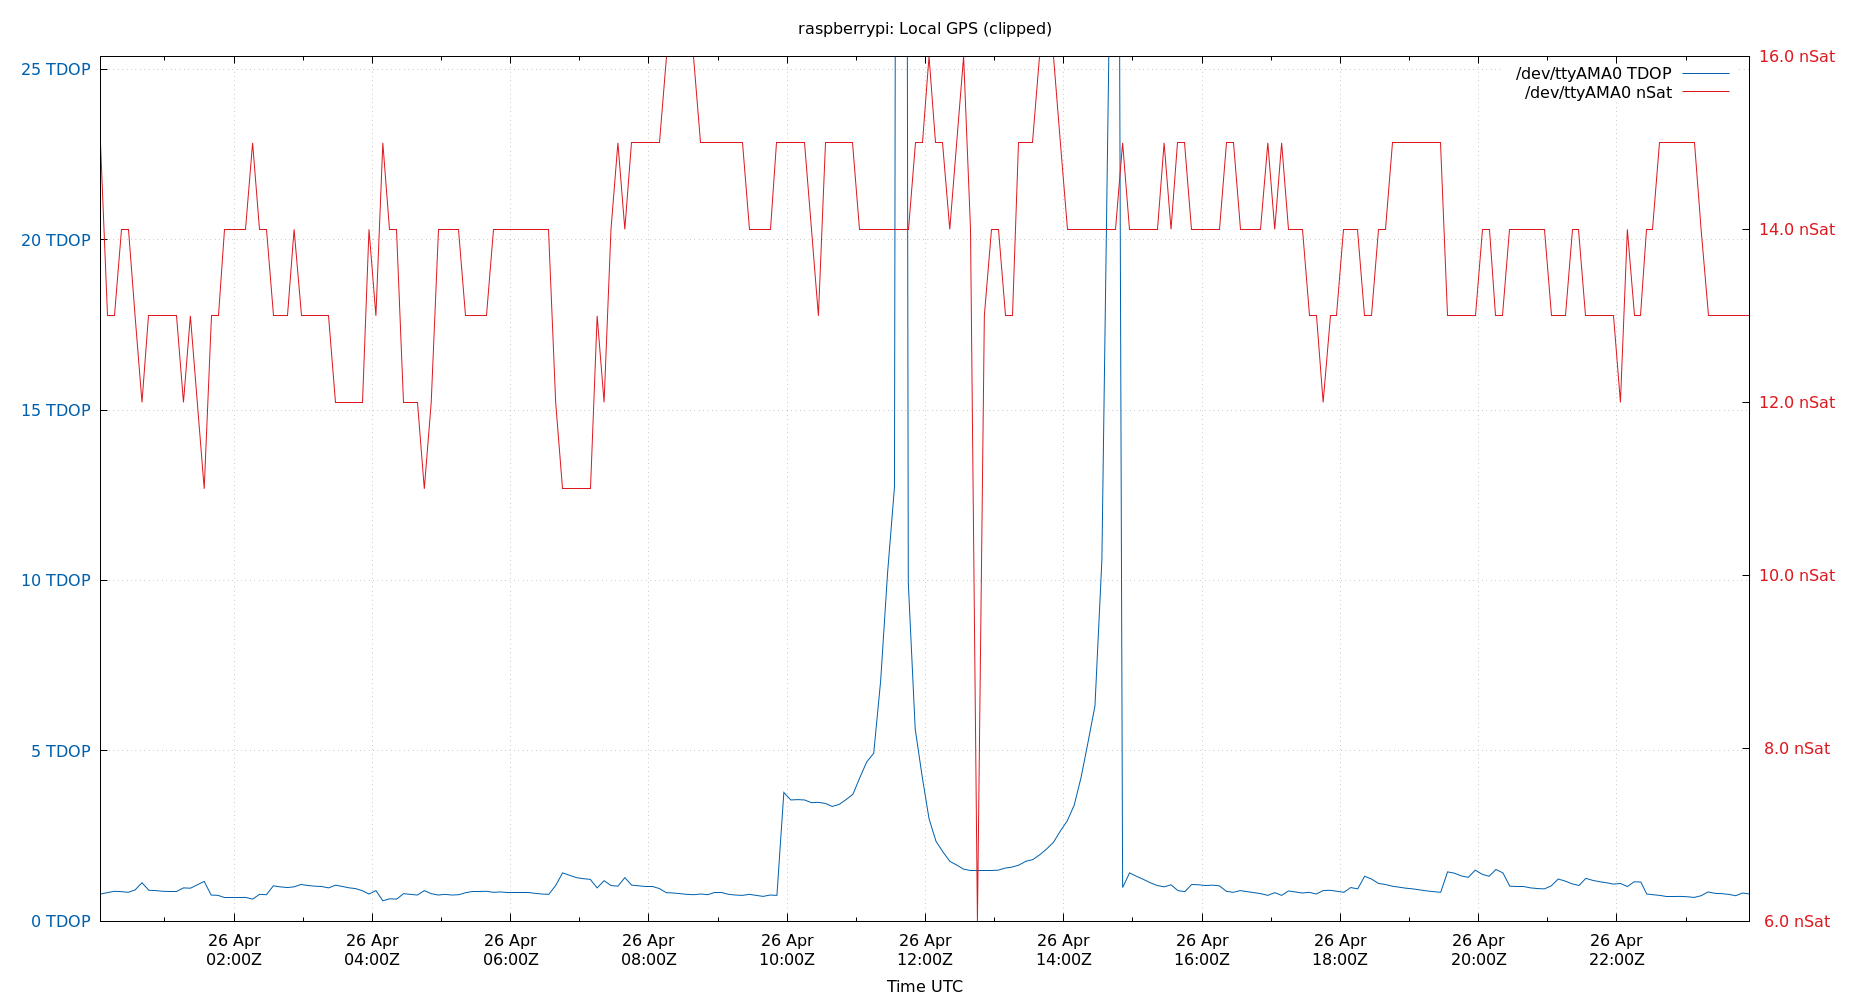 raspberrypi: Local GPS (clipped)
25 TDOP
20 TDOP
15 TDOP
10 TDOP
5 TDOP
0 TDOP
16.0 nSat
14.0 nSat
12.0 nSat
10.0 nSat
8.0 nSat
6.0 nSat
/dev/ttyAMA0 TDOP
/dev/ttyAMA0 nSat
26 Apr 26 Apr 26 Apr 26 Apr 26 Apr 26 Apr 26 Apr 26 Apr 26 Apr 26 Apr 26 Apr
02:00Z 04:00Z 06:00Z 08:00Z 10:00Z 12:00Z 14:00Z 16:00Z 18:00Z 20:00Z 22:00Z
Time UTC